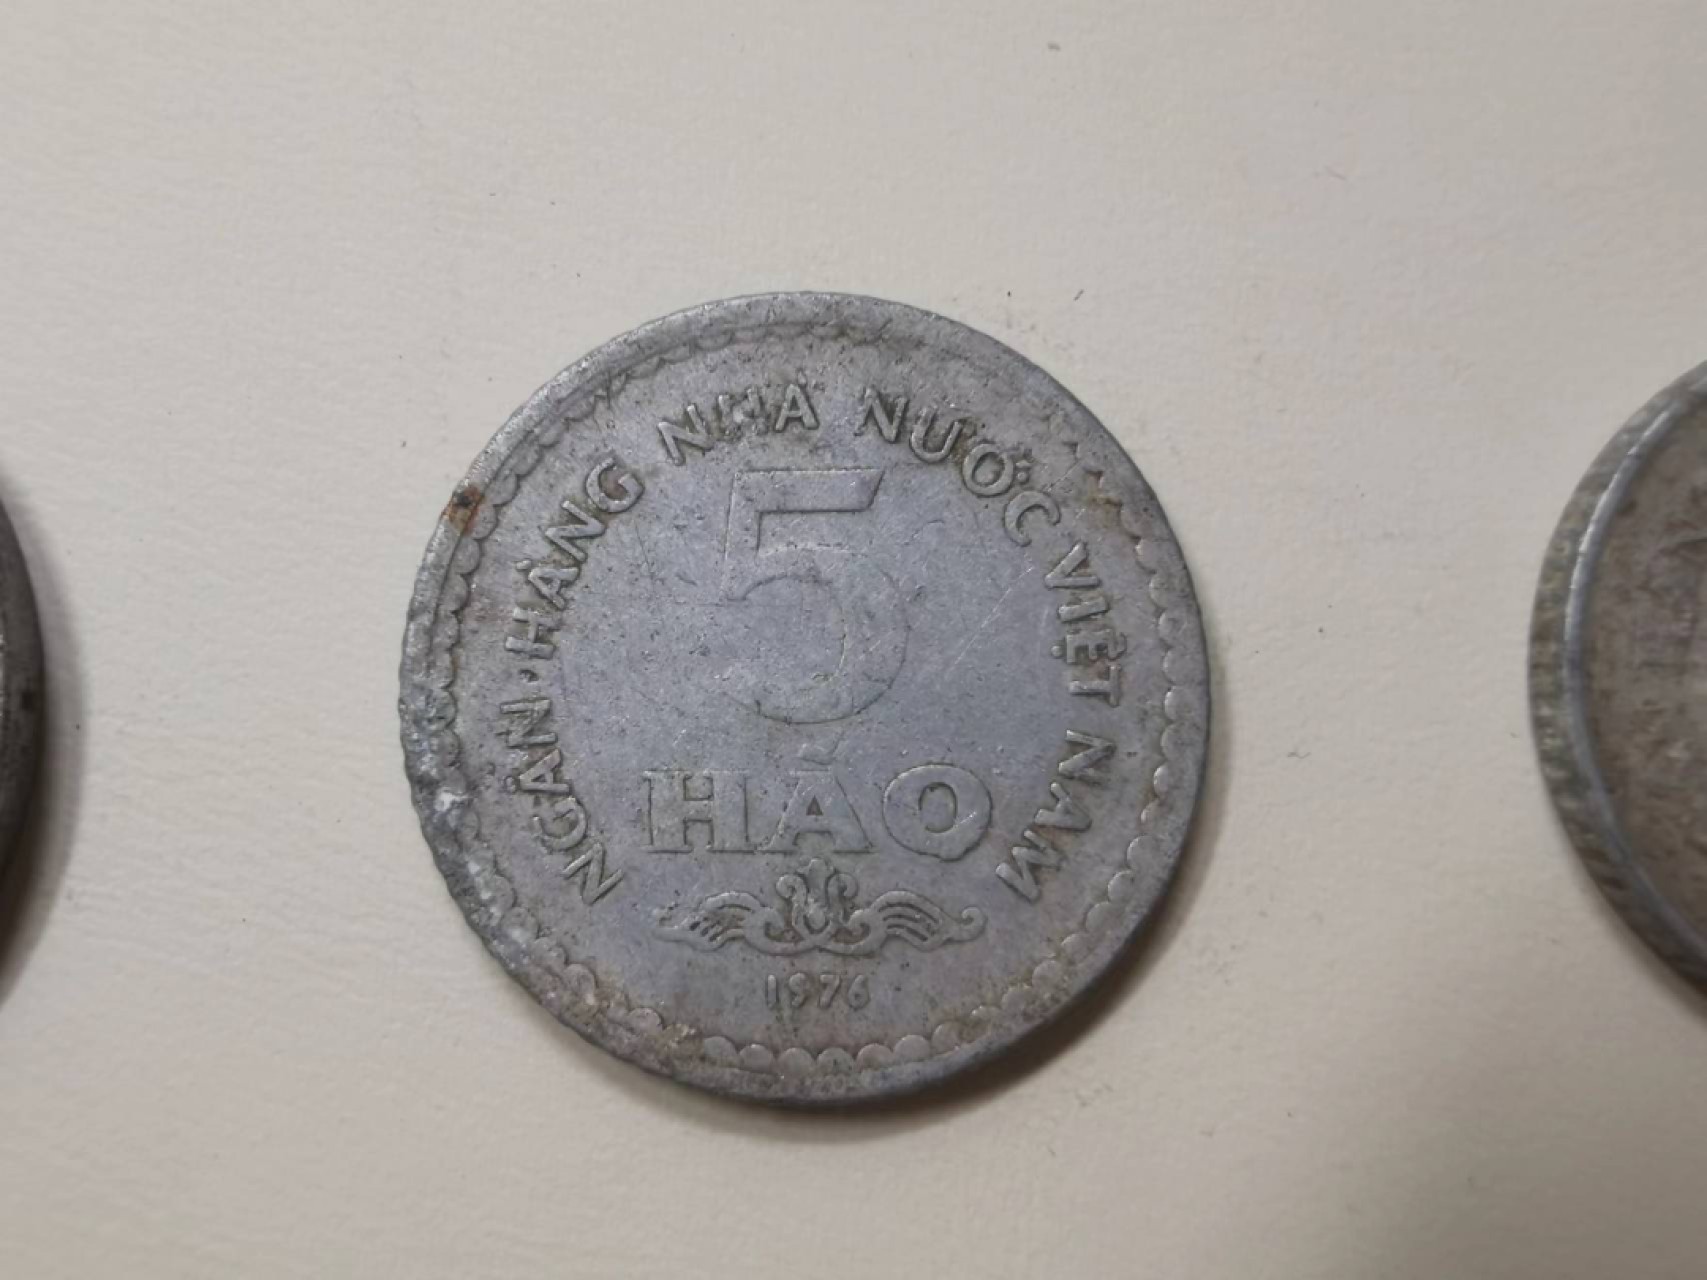 NGÂN HÀNG NHÀ NƯỚC VIỆT NAM
5
HÀO
1976